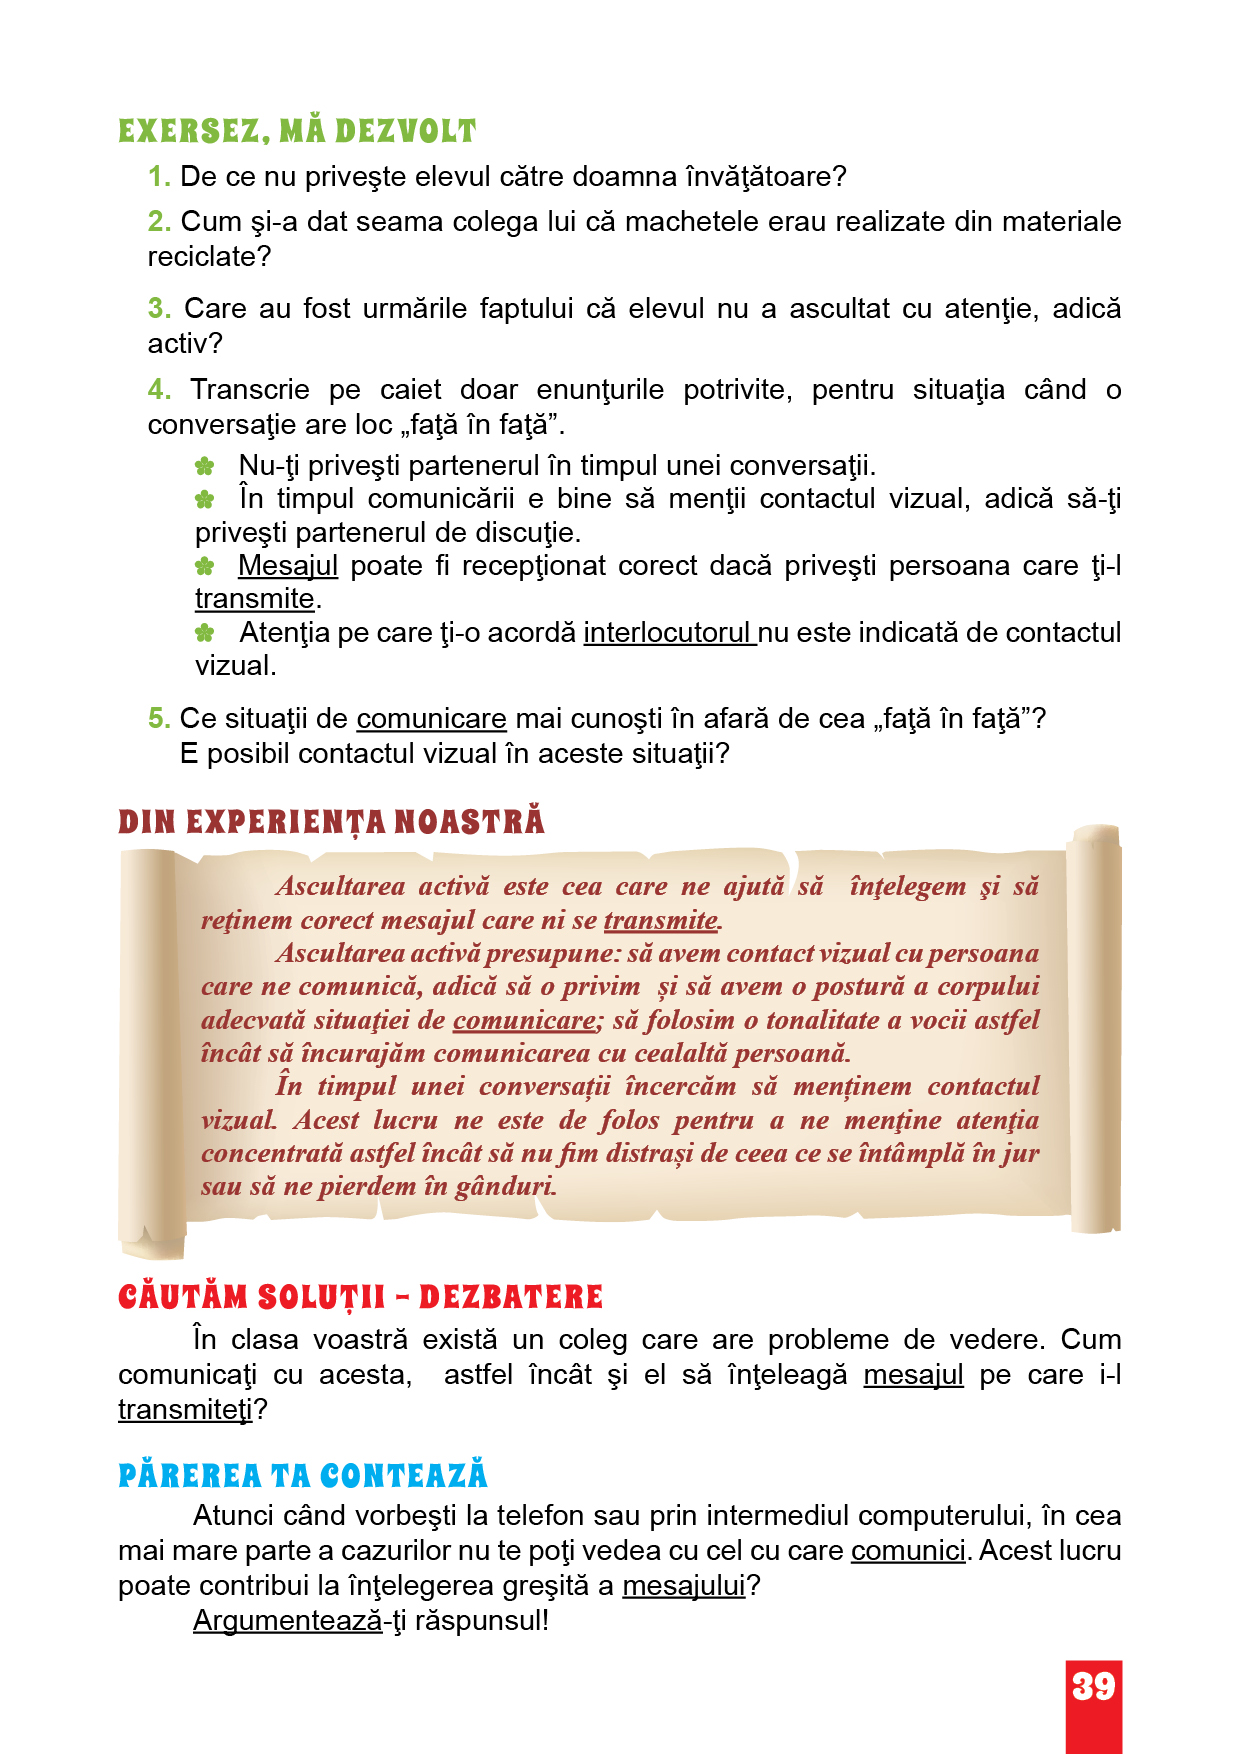 EXERSEZ, MĂ DEZVOLT
1. De ce nu priveşte elevul către doamna învăţătoare?
2. Cum şi-a dat seama colega lui că machetele erau realizate din materiale
reciclate?
3. Care au fost urmările faptului că elevul nu a ascultat cu atenţie, adică
activ?
4. Transcrie pe caiet doar enunţurile potrivite, pentru situaţia când o
conversaţie are loc „faţă în faţă”.
Nu-ţi priveşti partenerul în timpul unei conversaţii.
În timpul comunicării e bine să menţii contactul vizual, adică să-ţi
priveşti partenerul de discuţie.
Mesajul poate fi recepţionat corect dacă priveşti persoana care ţi-l
transmite.
Atenţia pe care ţi-o acordă interlocutorul nu este indicată de contactul
vizual.
5. Ce situaţii de comunicare mai cunoşti în afară de cea „faţă în faţă”?
E posibil contactul vizual în aceste situaţii?
DIN EXPERIENȚA NOASTRĂ
Ascultarea activă este cea care ne ajută să înţelegem şi să
reţinem corect mesajul care ni se transmite.
Ascultarea activă presupune: să avem contact vizual cu persoana
care ne comunică, adică să o privim și să avem o postură a corpului
adecvată situaţiei de comunicare; să folosim o tonalitate a vocii astfel
încât să încurajăm comunicarea cu cealaltă persoană.
În timpul unei conversații încercăm să menținem contactul
vizual. Acest lucru ne este de folos pentru a ne menţine atenţia
concentrată astfel încât să nu fim distrași de ceea ce se întâmplă în jur
sau să ne pierdem în gânduri.
CĂUTĂM SOLUȚII – DEZBATERE
În clasa voastră există un coleg care are probleme de vedere. Cum
comunicaţi cu acesta, astfel încât şi el să înţeleagă mesajul pe care i-l
transmiteţi?
PĂREREA TA CONTEAZĂ
Atunci când vorbeşti la telefon sau prin intermediul computerului, în cea
mai mare parte a cazurilor nu te poţi vedea cu cel cu care comunici. Acest lucru
poate contribui la înţelegerea greşită a mesajului?
Argumentează-ţi răspunsul!
39